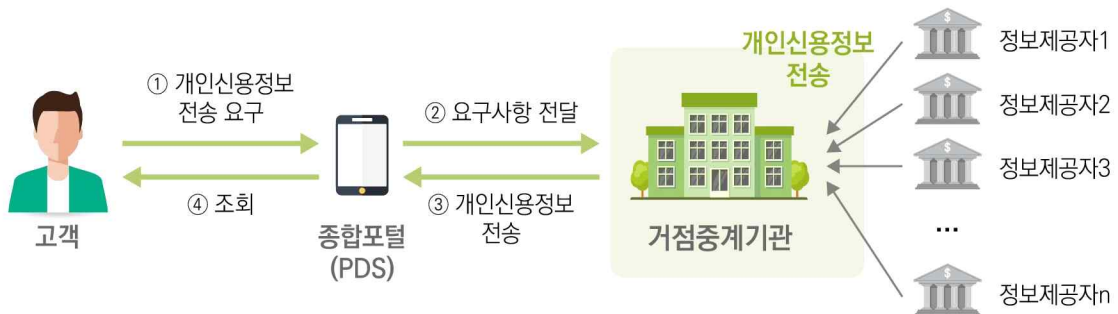 ① 개인신용정보
전송 요구
② 요구사항 전달
④ 조회
③ 개인신용정보
전송
고객
종합포털
(PDS)
개인신용정보
전송
거점중계기관
정보제공자1
정보제공자2
정보제공자3
...
정보제공자n